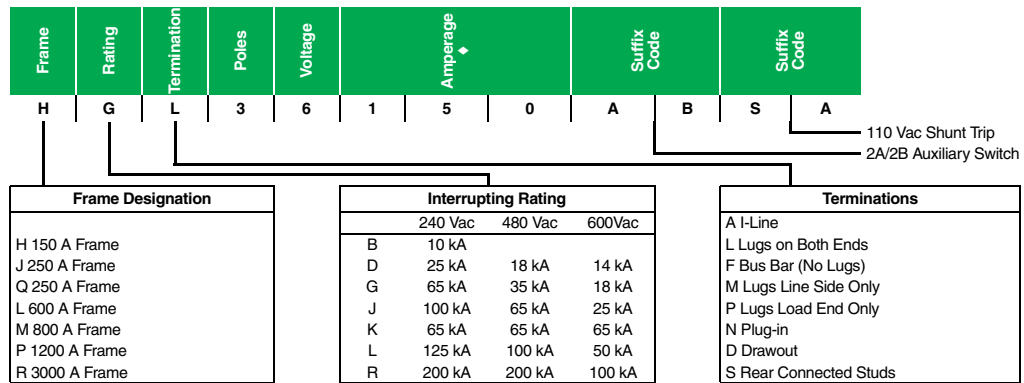 Frame Rating Termination Poles Voltage Amperage ♦ Suffix Code Suffix Code
H G L 3 6 1 5 0 A B S A
110 Vac Shunt Trip
2A/2B Auxiliary Switch
Frame Designation
H 150 A Frame
J 250 A Frame
Q 250 A Frame
L 600 A Frame
M 800 A Frame
P 1200 A Frame
R 3000 A Frame
Interrupting Rating
240 Vac 480 Vac 600Vac
B 10 kA
D 25 kA 18 kA 14 kA
G 65 kA 35 kA 18 kA
J 100 kA 65 kA 25 kA
K 65 kA 65 kA 65 kA
L 125 kA 100 kA 50 kA
R 200 kA 200 kA 100 kA
Terminations
A I-Line
L Lugs on Both Ends
F Bus Bar (No Lugs)
M Lugs Line Side Only
P Lugs Load End Only
N Plug-in
D Drawout
S Rear Connected Studs